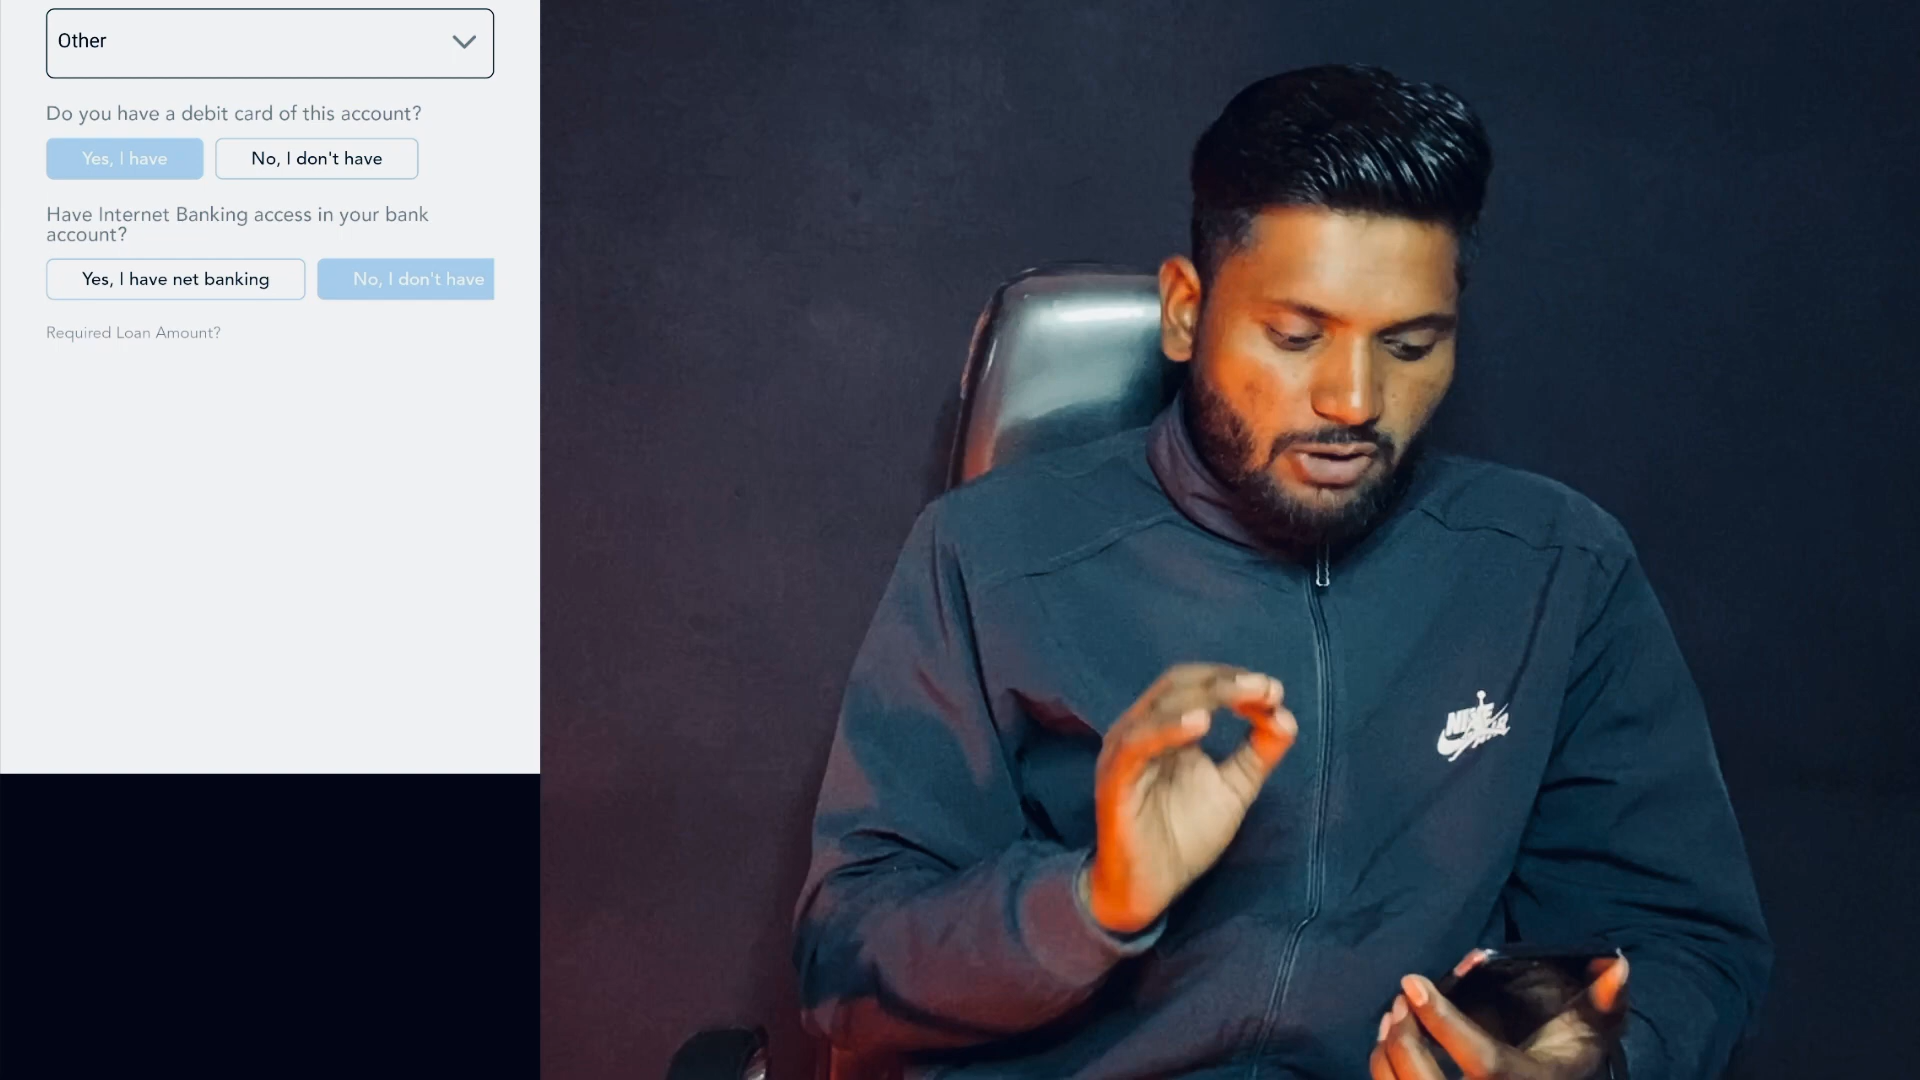 Other
Do you have a debit card of this account?
Yes, I have
No, I don't have
Have Internet Banking access in your bank
account?
Yes, I have net banking
No, I don't have
Required Loan Amount?
NIKE